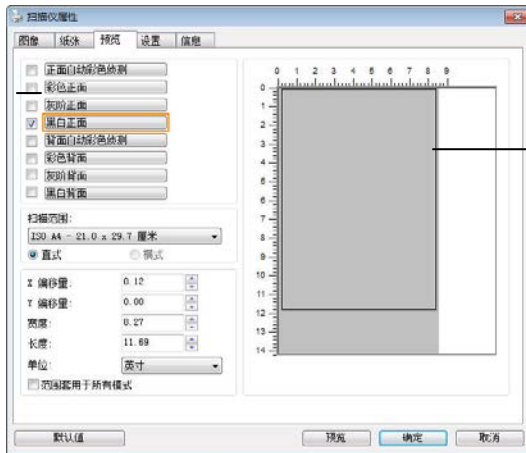 扫描仪属性
图像 纸张 预览 设置 信息
正面自动彩色侦测
彩色正面
灰阶正面
黑白正面
背面自动彩色侦测
彩色背面
灰阶背面
黑白背面
扫描范围:
ISO A4 - 21.0 x 29.7 厘米
直式 横式
X 偏移量: 0.12
Y 偏移量: 0.00
宽度: 8.27
长度: 11.69
单位: 英寸
范围套用于所有模式
0 1 2 3 4 5 6 7 8 9
0
1
2
3
4
5
6
7
8
9
10
11
12
13
14
默认值 预览 确定 取消